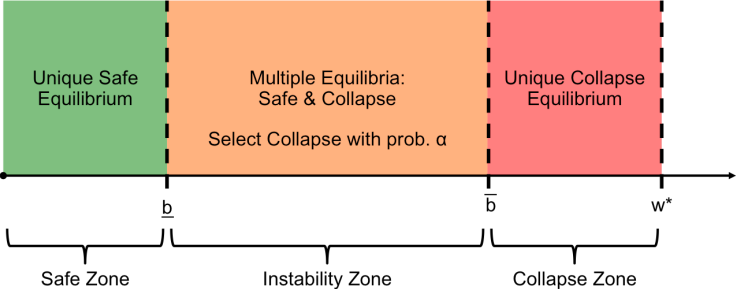 Unique Safe
Equilibrium
Multiple Equilibria:
Safe & Collapse
Select Collapse with prob. α
Unique Collapse
Equilibrium
b̲
b̅
w*
Safe Zone
Instability Zone
Collapse Zone